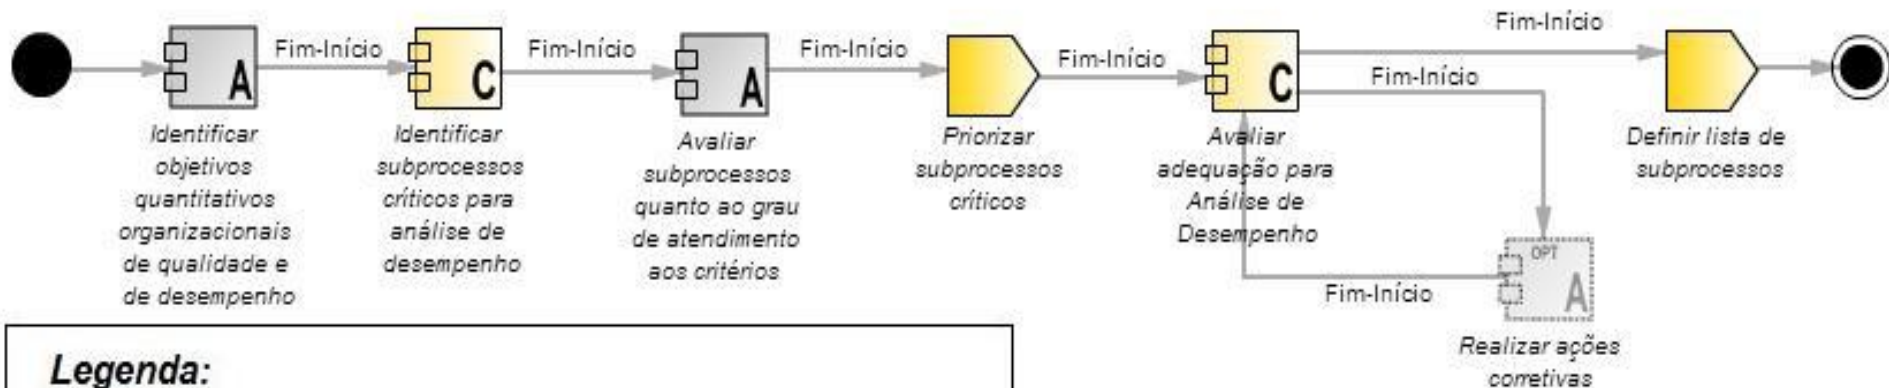 Fim-Início
Fim-Início
Fim-Início
Fim-Início
Fim-Início
Fim-Início
A
C
A
C
Identificar
objetivos
quantitativos
organizacionais
de qualidade e
de desempenho
Identificar
subprocessos
críticos para
análise de
desempenho
Avaliar
subprocessos
quanto ao grau
de atendimento
aos critérios
Priorizar
subprocessos
críticos
Avaliar
adequação para
Análise de
Desempenho
Definir lista de
subprocessos
OPT
A
Fim-Início
Realizar ações
corretivas
Legenda: